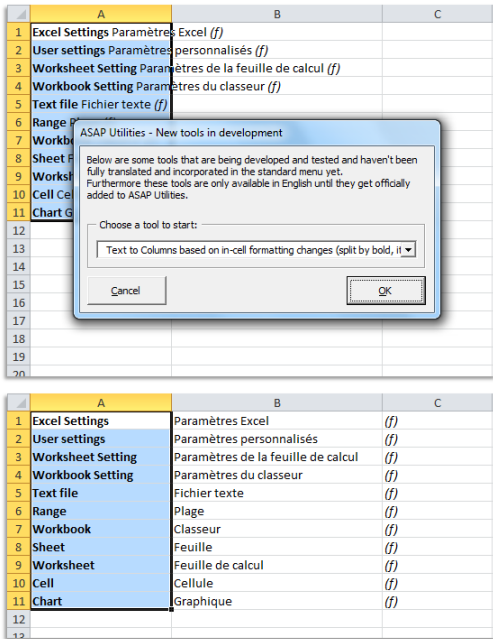 A B C
1 Excel Settings Paramètres Excel (f)
2 User settings Paramètres personnalisés (f)
3 Worksheet Setting Paramètres de la feuille de calcul (f)
4 Workbook Setting Paramètres du classeur (f)
5 Text file Fichier texte (f)
6 Range
7
8 Sheet
9
10 Cell
11 Chart
12
13
14
15
16
17
18
19
20
ASAP Utilities - New tools in development
Below are some tools that are being developed and tested and haven't been
fully translated and incorporated in the standard menu yet.
Furthermore these tools are only available in English until they get officially
added to ASAP Utilities.
Choose a tool to start:
Text to Columns based on in-cell formatting changes (split by bold,
Cancel OK
A B C
1 Excel Settings Paramètres Excel (f)
2 User settings Paramètres personnalisés (f)
3 Worksheet Setting Paramètres de la feuille de calcul (f)
4 Workbook Setting Paramètres du classeur (f)
5 Text file Fichier texte (f)
6 Range Plage (f)
7 Workbook Classeur (f)
8 Sheet Feuille (f)
9 Worksheet Feuille de calcul (f)
10 Cell Cellule (f)
11 Chart Graphique (f)
12
13